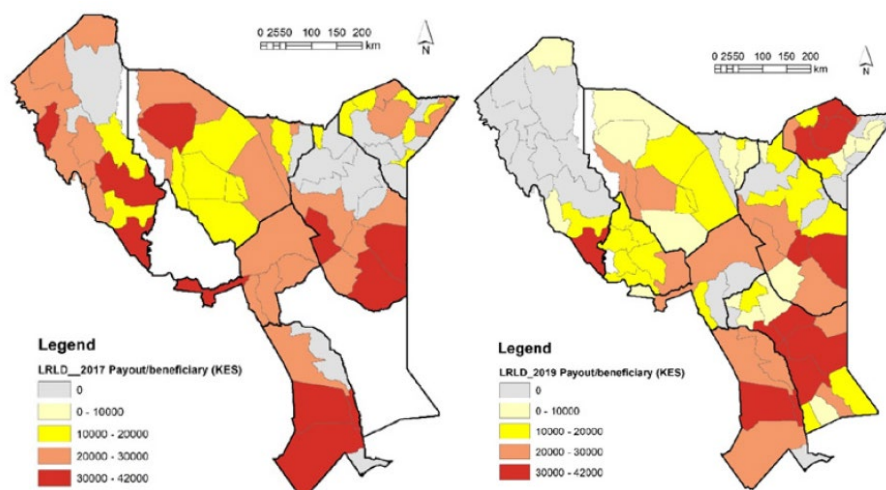 0 2550 100 150 200
km
N
Legend
LRLD__2017 Payout/beneficiary (KES)
0
0 - 10000
10000 - 20000
20000 - 30000
30000 - 42000
0 2550 100 150 200
km
N
Legend
LRLD_2019 Payout/beneficiary (KES)
0
0 - 10000
10000 - 20000
20000 - 30000
30000 - 42000